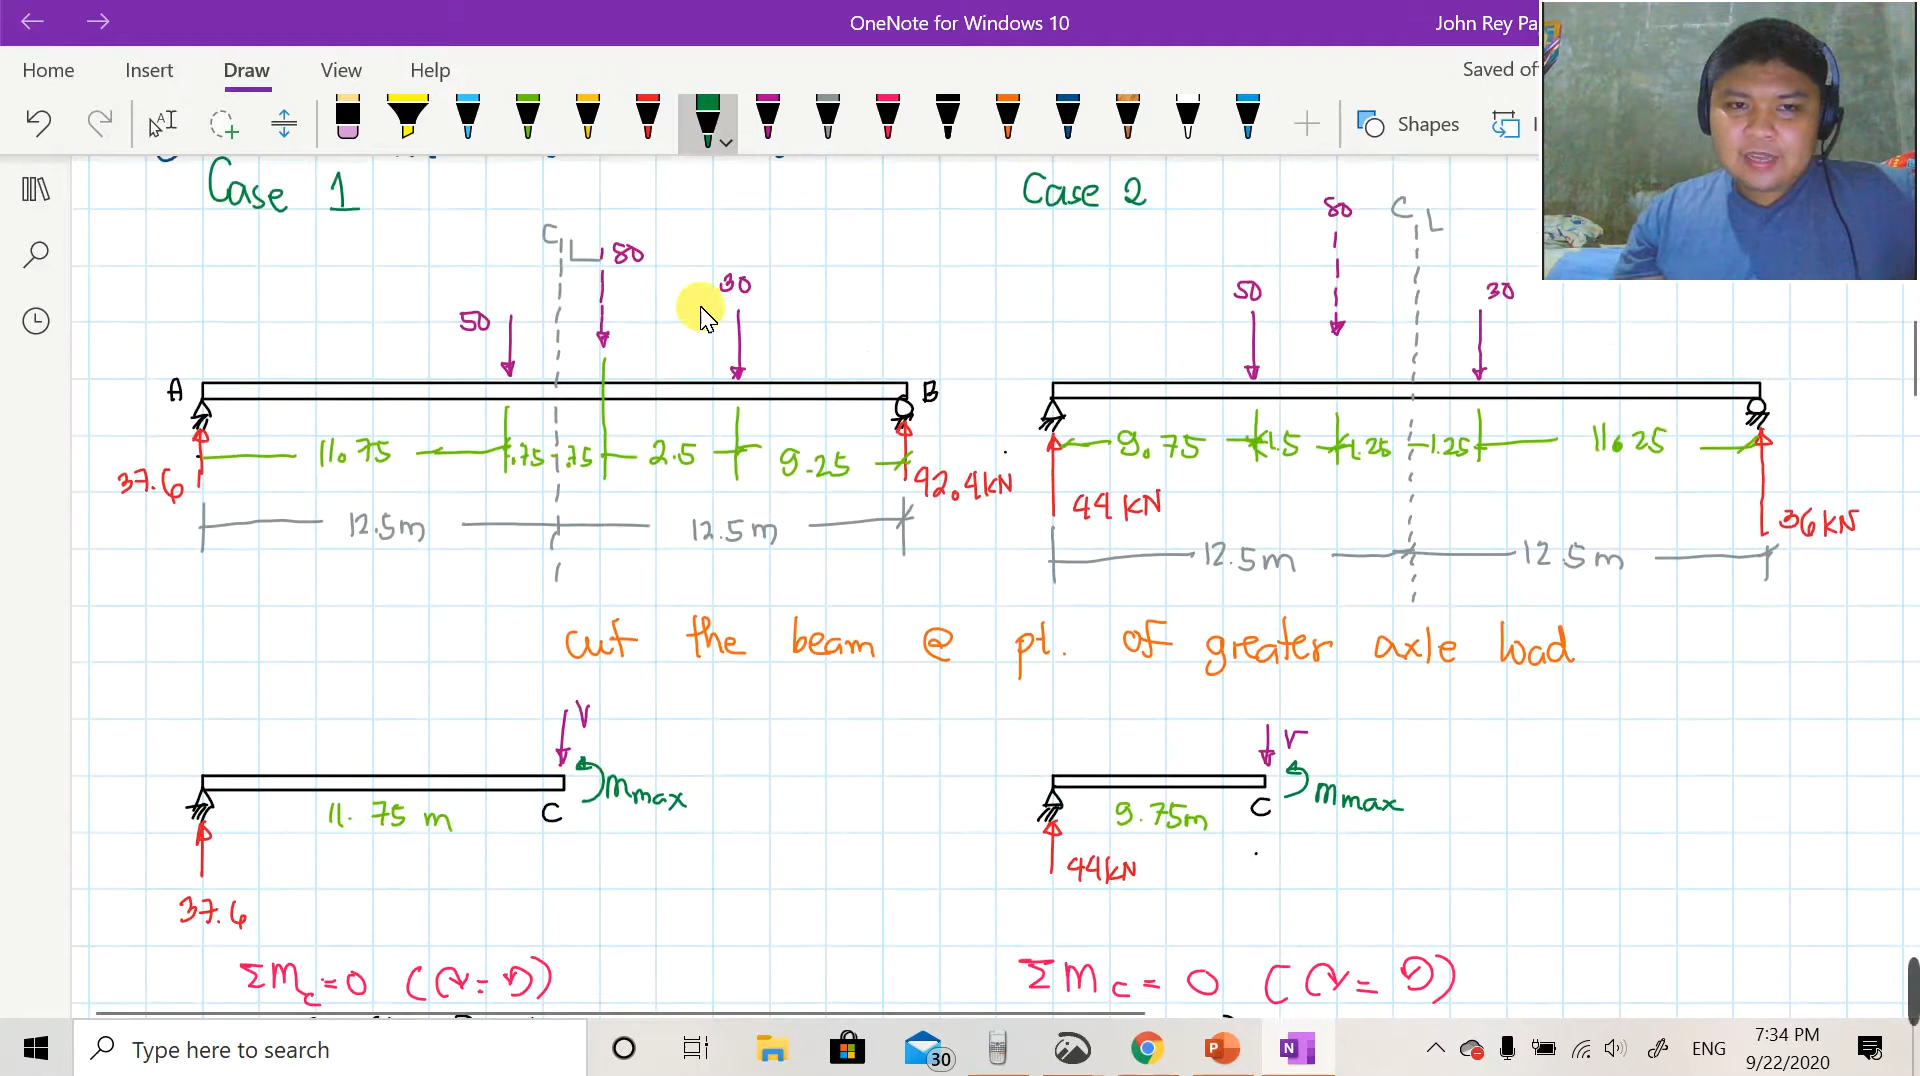 OneNote for Windows 10
John Rey Pa
Home Insert Draw View Help
Saved of
Shapes
Case 1
Case 2
CL
80
30
50
A
B
11.75
.75
.75
2.5
9.25
37.6
92.4kN
12.5m
12.5m
80
CL
50
30
9.75
1.5
1.25
1.25
11.25
44 kN
36 kN
12.5m
12.5m
cut the beam @ pt. of greater axle load
V
Mmax
11.75 m
C
37.6
V
Mmax
9.75m
C
44kN
ΣMc=0
ΣMc=0
Type here to search
30
ENG
7:34 PM
9/22/2020